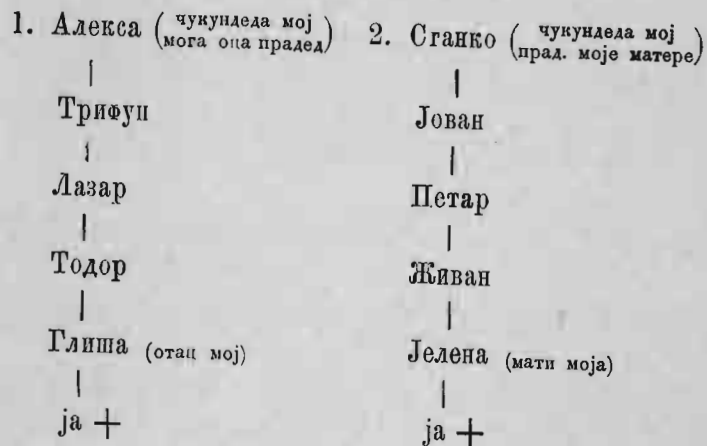 1. Алекса (чукундеда мој
мога оца прадед)
Трифун
Лазар
Тодор
Глиша (отац мој)
ја +
2. Станко (чукундеда мој
прад. моје матере)
Јован
Петар
Живан
Јелена (мати моја)
ја +